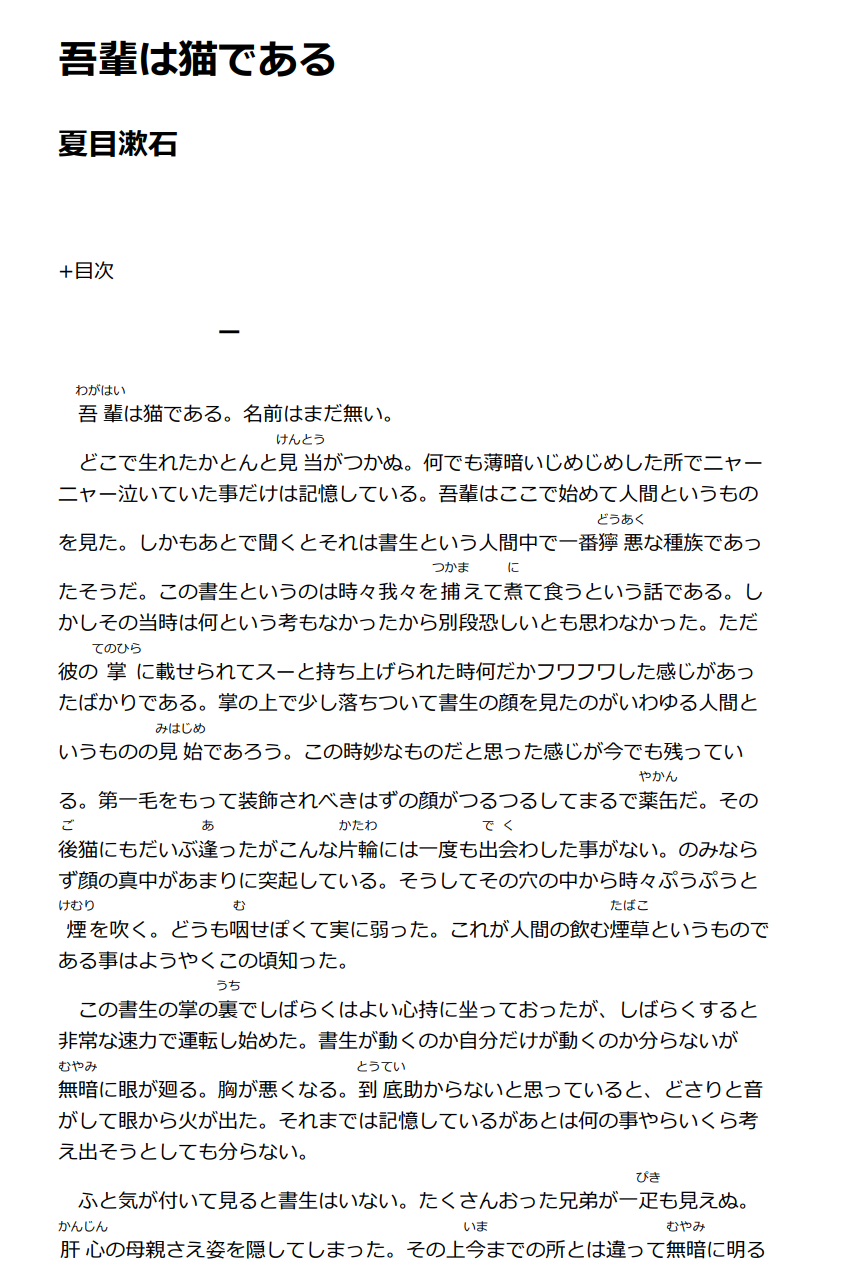 吾輩は猫である
夏目漱石
+目次
一
わがはい
吾輩は猫である。名前はまだ無い。
けんとう
どこで生れたかとんと見当がつかぬ。何でも薄暗いじめじめした所でニャー
ニャー泣いていた事だけは記憶している。吾輩はここで始めて人間というもの
どうあく
を見た。しかもあとで聞くとそれは書生という人間中で一番獰悪な種族であっ
つかま に
たそうだ。この書生というのは時々我々を捕えて煮て食うという話である。し
かしその当時は何という考もなかったから別段恐しいとも思わなかった。ただ
てのひら
彼の掌に載せられてスーと持ち上げられた時何だかフワフワした感じがあっ
たばかりである。掌の上で少し落ちついて書生の顔を見たのがいわゆる人間と
みはじめ
いうものの見始であろう。この時妙なものだと思った感じが今でも残ってい
やかん
る。第一毛をもって装飾されべきはずの顔がつるつるしてまるで薬缶だ。その
ご あ かたわ で く
後猫にもだいぶ逢ったがこんな片輪には一度も出会わした事がない。のみなら
ず顔の真中があまりに突起している。そうしてその穴の中から時々ぷうぷうと
けむり む たばこ
煙を吹く。どうも咽せぽくて実に弱った。これが人間の飲む煙草というもので
ある事はようやくこの頃知った。
うち
この書生の掌の裏でしばらくはよい心持に坐っておったが、しばらくすると
非常な速力で運転し始めた。書生が動くのか自分だけが動くのか分らないが
むやみ とうてい
無暗に眼が廻る。胸が悪くなる。到底助からないと思っていると、どさりと音
がして眼から火が出た。それまでは記憶しているがあとは何の事やらいくら考
え出そうとしても分らない。
ぴき
ふと気が付いて見ると書生はいない。たくさんおった兄弟が一疋も見えぬ。
かんじん いま むやみ
肝心の母親さえ姿を隠してしまった。その上今までの所とは違って無暗に明る